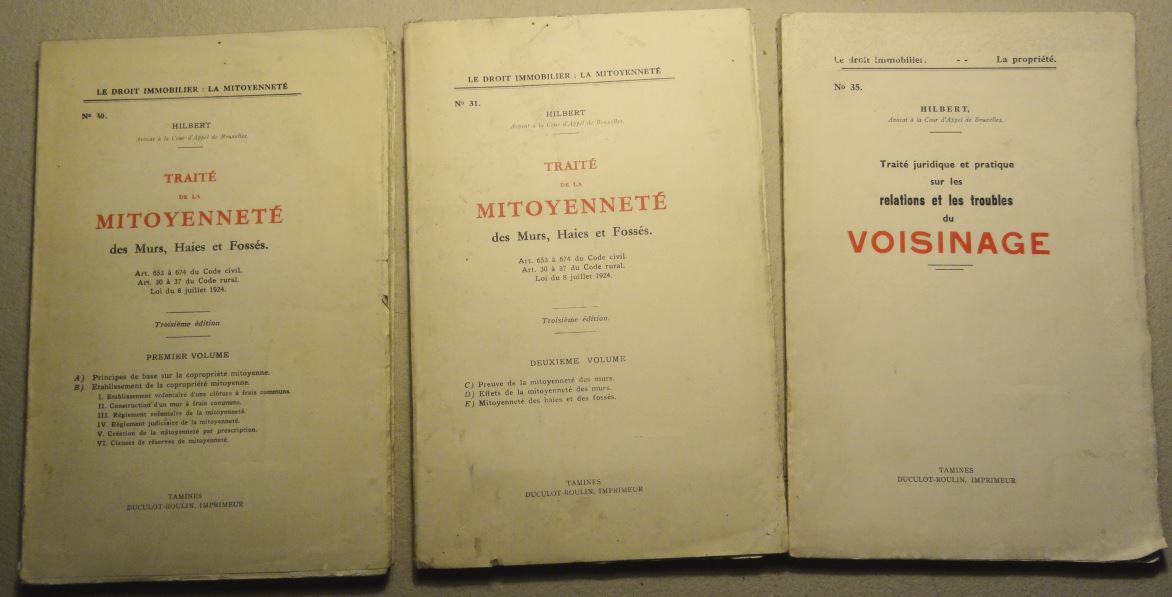 LE DROIT IMMOBILIER : LA MITOYENNETÉ
Nº 30.
HILBERT
Avocat à la Cour d'Appel de Bruxelles.
TRAITÉ
DE LA
MITOYENNETÉ
des Murs, Haies et Fossés.
Art. 653 à 674 du Code civil.
Art. 30 à 37 du Code rural.
Loi du 8 juillet 1924.
Troisième édition
PREMIER VOLUME
A) Principes de base sur la copropriété mitoyenne.
B) Etablissement de la copropriété mitoyenne.
I. Etablissement volontaire d'une clôture à frais communs.
II. Construction d'un mur à frais communs.
III. Règlement volontaire de la mitoyenneté.
IV. Règlement judiciaire de la mitoyenneté.
V. Création de la mitoyenneté par prescription.
VI. Clauses de réserves de mitoyenneté.
TAMINES
DUCULOT-ROULIN, IMPRIMEUR
LE DROIT IMMOBILIER : LA MITOYENNETÉ
Nº 31.
HILBERT
Avocat à la Cour d'Appel de Bruxelles.
TRAITÉ
DE LA
MITOYENNETÉ
des Murs, Haies et Fossés.
Art. 653 à 674 du Code civil.
Art. 30 à 37 du Code rural.
Loi du 8 juillet 1924.
Troisième édition.
DEUXIEME VOLUME
C) Preuve de la mitoyenneté des murs.
D) Effets de la mitoyenneté des murs.
E) Mitoyenneté des haies et des fossés.
TAMINES
DUCULOT-ROULIN, IMPRIMEUR
Le droit Immobilier. - - La propriété.
Nº 35.
HILBERT,
Avocat à la Cour d'Appel de Bruxelles.
Traité juridique et pratique
sur les
relations et les troubles
du
VOISINAGE
TAMINES
DUCULOT-ROULIN, IMPRIMEUR